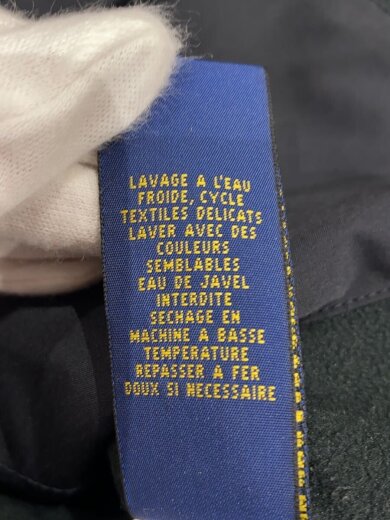 LAVAGE A L'EAU
FROIDE, CYCLE
TEXTILES DELICATS
LAVER AVEC DES
COULEURS
SEMBLABLES
EAU DE JAVEL
INTERDITE
SECHAGE EN
MACHINE A BASSE
TEMPERATURE
REPASSER A FER
DOUX SI NECESSAIRE